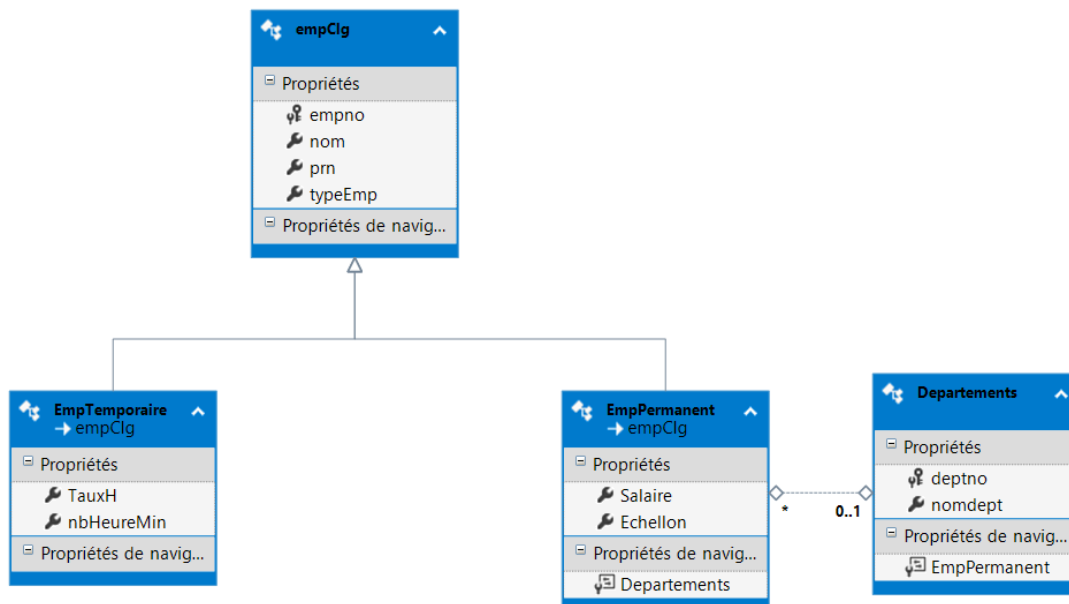 empClg
Propriétés
empno
nom
prn
typeEmp
Propriétés de navig...
EmpTemporaire
empClg
Propriétés
TauxH
nbHeureMin
Propriétés de navig...
EmpPermanent
empClg
Propriétés
Salaire
Echellon
Propriétés de navig...
Departements
*
0..1
Departements
Propriétés
deptno
nomdept
Propriétés de navig...
EmpPermanent